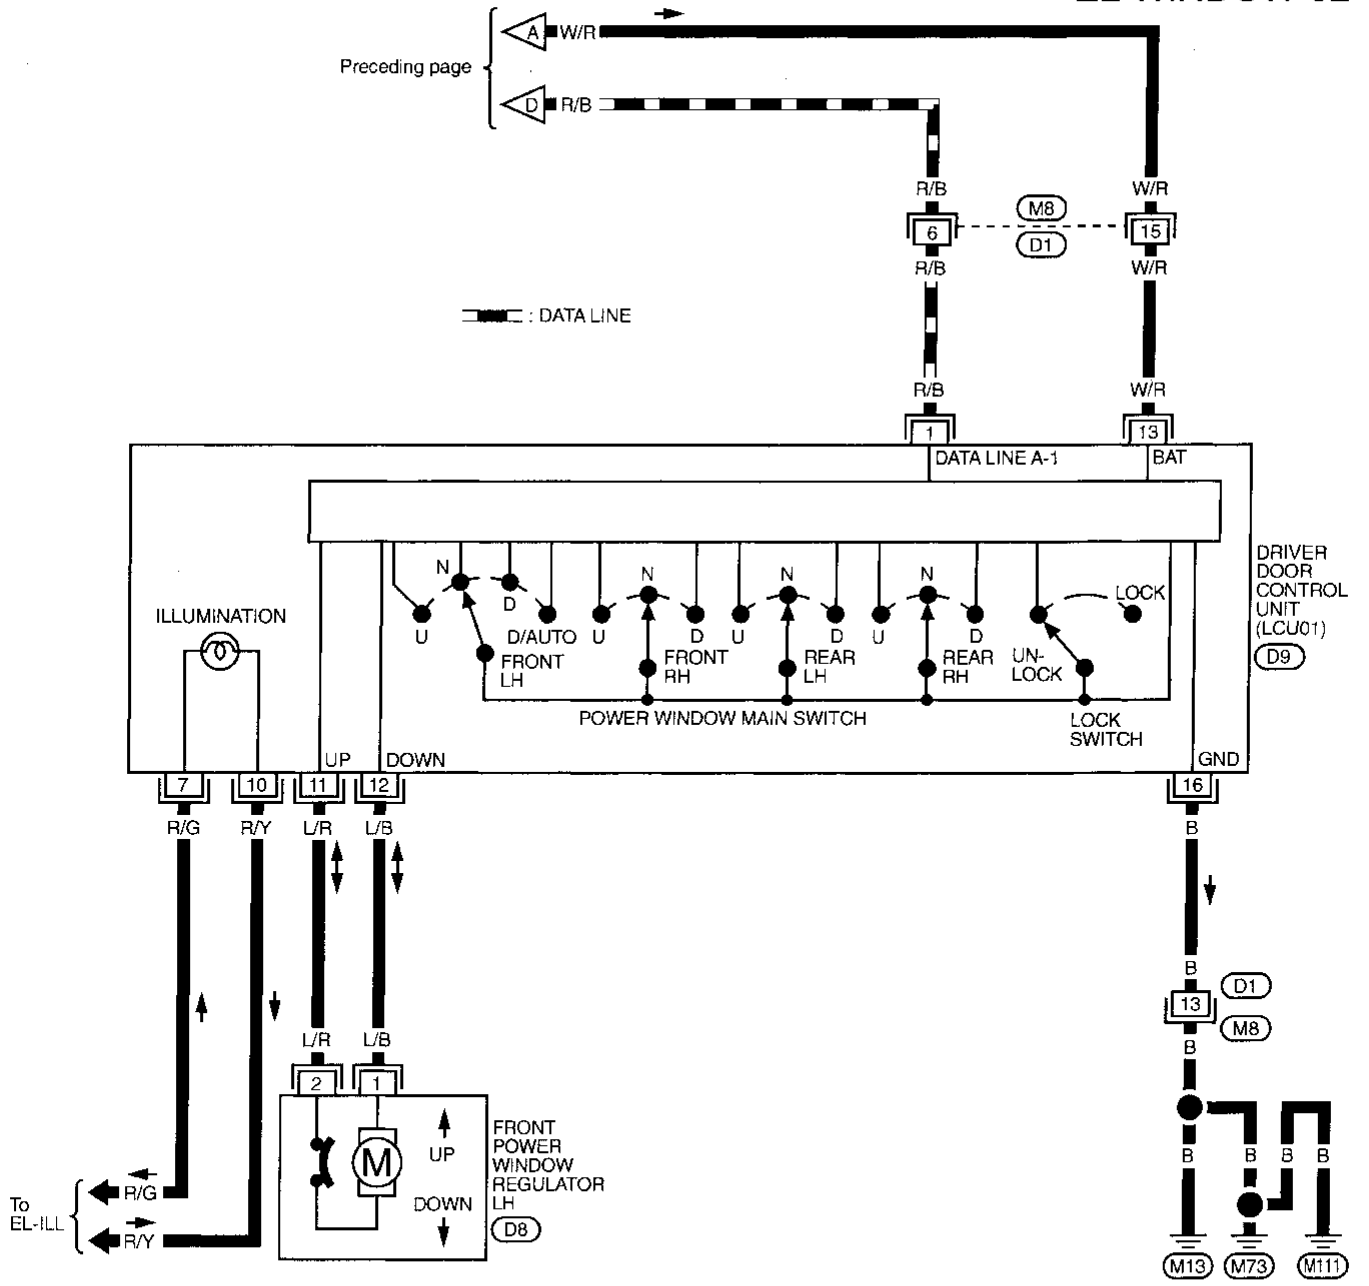 A W/R
Preceding page
D R/B
R/B W/R
M8
6 15
D1
R/B W/R
: DATA LINE
R/B W/R
1 13
DATA LINE A-1 BAT
DRIVER
DOOR
CONTROL
UNIT
(LCU01)
D9
N D U D/AUTO
FRONT
LH
U N D
FRONT
RH
U N D
REAR
LH
U N D
REAR
RH
UN-
LOCK
LOCK
ILLUMINATION
POWER WINDOW MAIN SWITCH
LOCK
SWITCH
UP DOWN GND
7 10 11 12 16
R/G R/Y L/R L/B B
B
D1
13
M8
B
L/R L/B
2 1
M
UP
DOWN
FRONT
POWER
WINDOW
REGULATOR
LH
D8
B B B B
To
EL-ILL
R/G
R/Y
M13 M73 M111